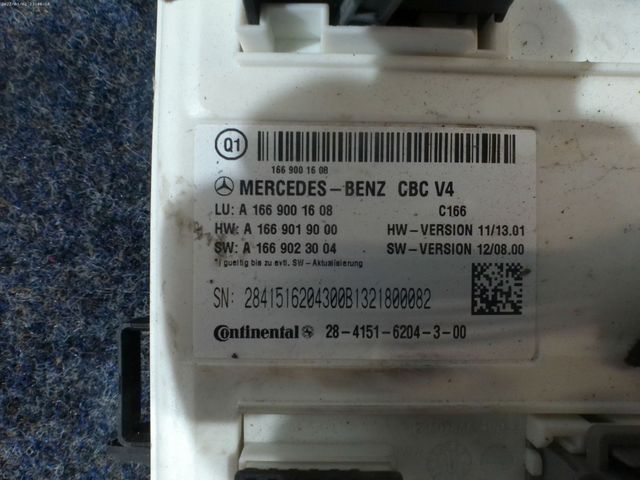 Q1
166 900 16 08
MERCEDES-BENZ CBC V4
LU: A 166 900 16 08 C166
HW: A 166 901 90 00 HW-VERSION 11/13.01
SW: A 166 902 30 04 SW-VERSION 12/08.00
*) gueltig bis zu evtl. SW-Aktualisierung
SN: 2841516204300B1321800082
Continental 28-4151-6204-3-00